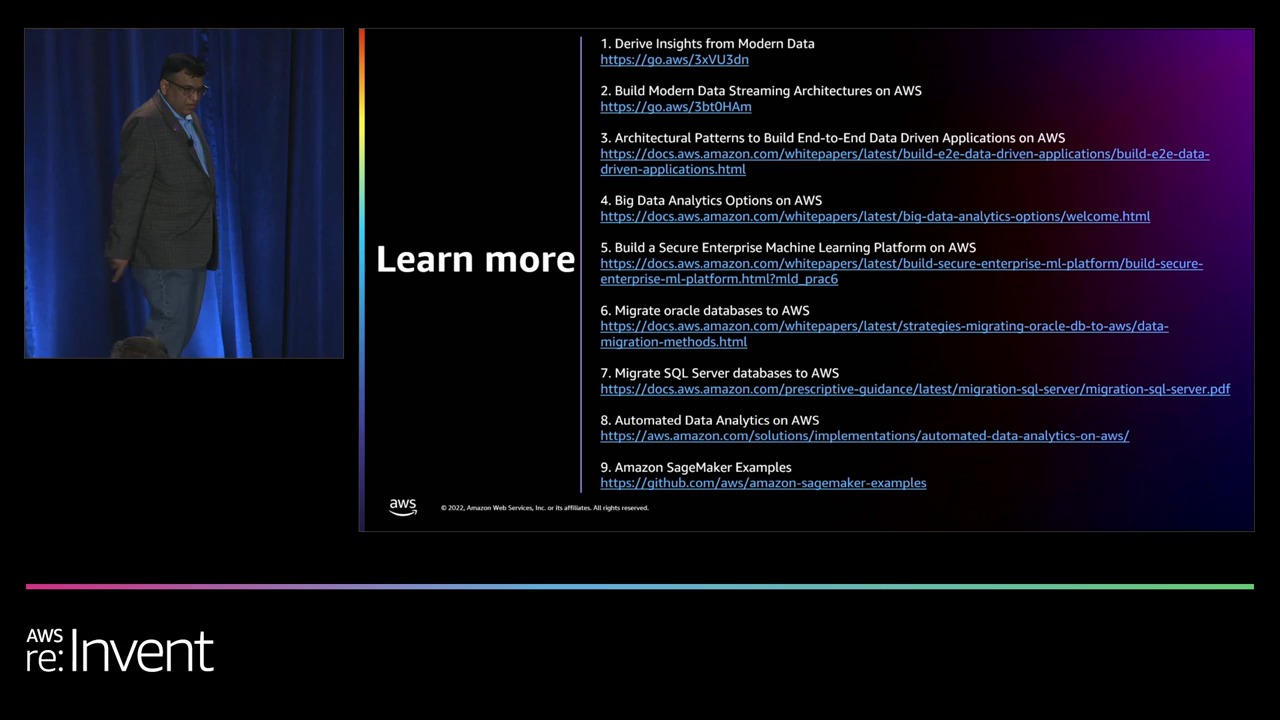 1. Derive Insights from Modern Data
https://go.aws/3xVU3dn
2. Build Modern Data Streaming Architectures on AWS
https://go.aws/3bt0HAm
3. Architectural Patterns to Build End-to-End Data Driven Applications on AWS
https://docs.aws.amazon.com/whitepapers/latest/build-e2e-data-driven-applications/build-e2e-data-
driven-applications.html
4. Big Data Analytics Options on AWS
https://docs.aws.amazon.com/whitepapers/latest/big-data-analytics-options/welcome.html
Learn more
5. Build a Secure Enterprise Machine Learning Platform on AWS
https://docs.aws.amazon.com/whitepapers/latest/build-secure-enterprise-ml-platform/build-secure-
enterprise-ml-platform.html?mld_prac6
6. Migrate oracle databases to AWS
https://docs.aws.amazon.com/whitepapers/latest/strategies-migrating-oracle-db-to-aws/data-
migration-methods.html
7. Migrate SQL Server databases to AWS
https://docs.aws.amazon.com/prescriptive-guidance/latest/migration-sql-server/migration-sql-server.pdf
8. Automated Data Analytics on AWS
https://aws.amazon.com/solutions/implementations/automated-data-analytics-on-aws/
9. Amazon SageMaker Examples
https://github.com/aws/amazon-sagemaker-examples
aws
© 2022, Amazon Web Services, Inc. or its affiliates. All rights reserved.
AWS
re:Invent